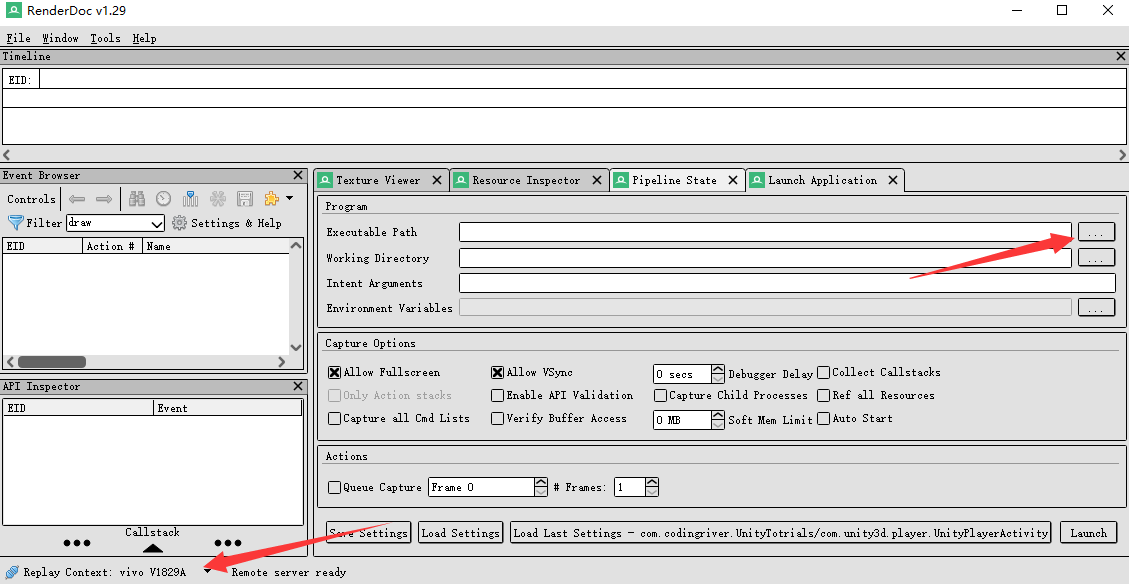 RenderDoc v1.29
File Window Tools Help
Timeline
EID:
Event Browser
Controls
Filter draw Settings & Help
EID Action # Name
API Inspector
EID Event
Callstack
Texture Viewer Resource Inspector Pipeline State Launch Application
Program
Executable Path ...
Working Directory ...
Intent Arguments
Environment Variables ...
Capture Options
Allow Fullscreen Allow VSync 0 secs Debugger Delay Collect Callstacks
Only Action stacks Enable API Validation Capture Child Processes Ref all Resources
Capture all Cmd Lists Verify Buffer Access 0 MB Soft Mem Limit Auto Start
Actions
Queue Capture Frame 0 # Frames: 1
Save Settings Load Settings Load Last Settings - com.codingriver.UnityTotrials/com.unity3d.player.UnityPlayerActivity Launch
Replay Context: vivo V1829A Remote server ready